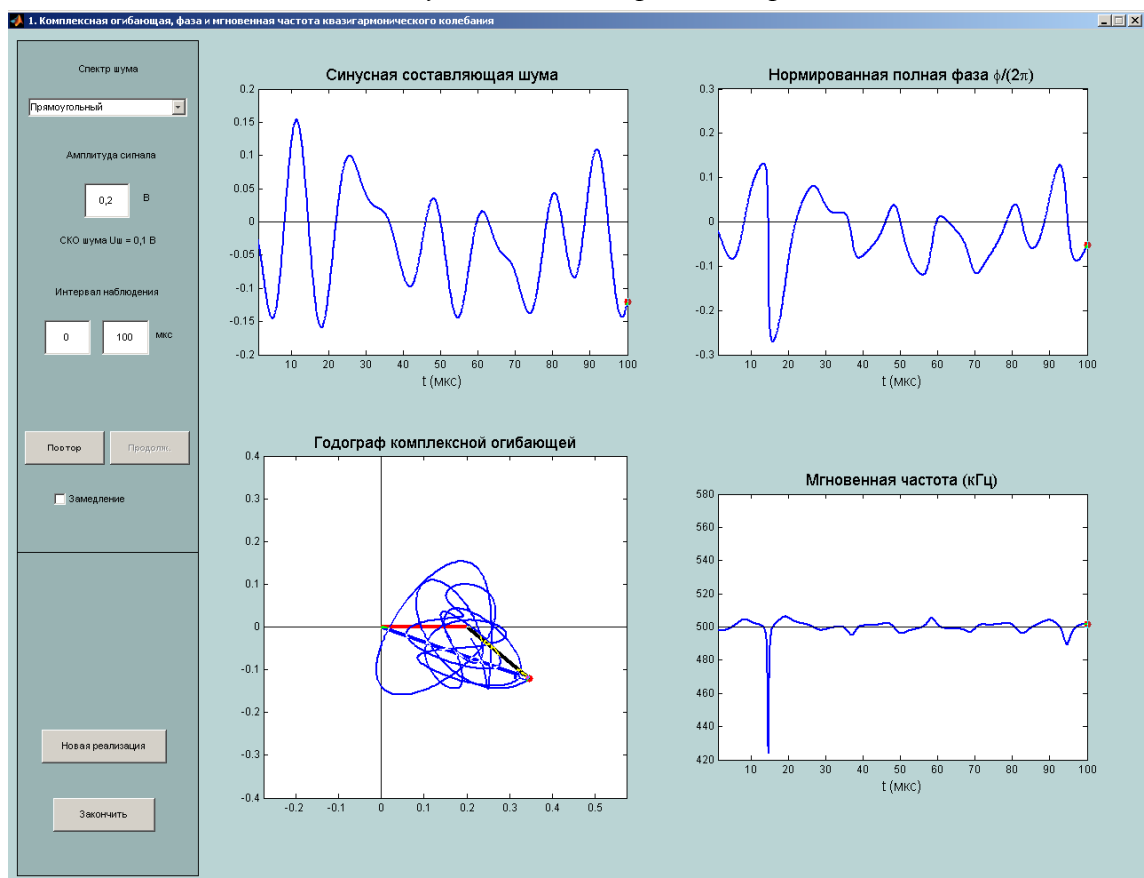 1. Комплексная огибающая, фаза и мгновенная частота квазигармонического колебания
Спектр шума
Прямоугольный
Амплитуда сигнала
0,2 В
СКО шума Uш = 0,1 В
Интервал наблюдения
0 100 мкс
Повтор Продолж.
Замедление
Новая реализация
Закончить
Синусная составляющая шума
0.2
0.15
0.1
0.05
0
-0.05
-0.1
-0.15
-0.2
10 20 30 40 50 60 70 80 90 100
t (мкс)
Нормированная полная фаза ϕ/(2π)
0.3
0.2
0.1
0
-0.1
-0.2
-0.3
10 20 30 40 50 60 70 80 90 100
t (мкс)
Годограф комплексной огибающей
0.4
0.3
0.2
0.1
0
-0.1
-0.2
-0.3
-0.4
-0.2 -0.1 0 0.1 0.2 0.3 0.4 0.5
Мгновенная частота (кГц)
580
560
540
520
500
480
460
440
420
10 20 30 40 50 60 70 80 90 100
t (мкс)